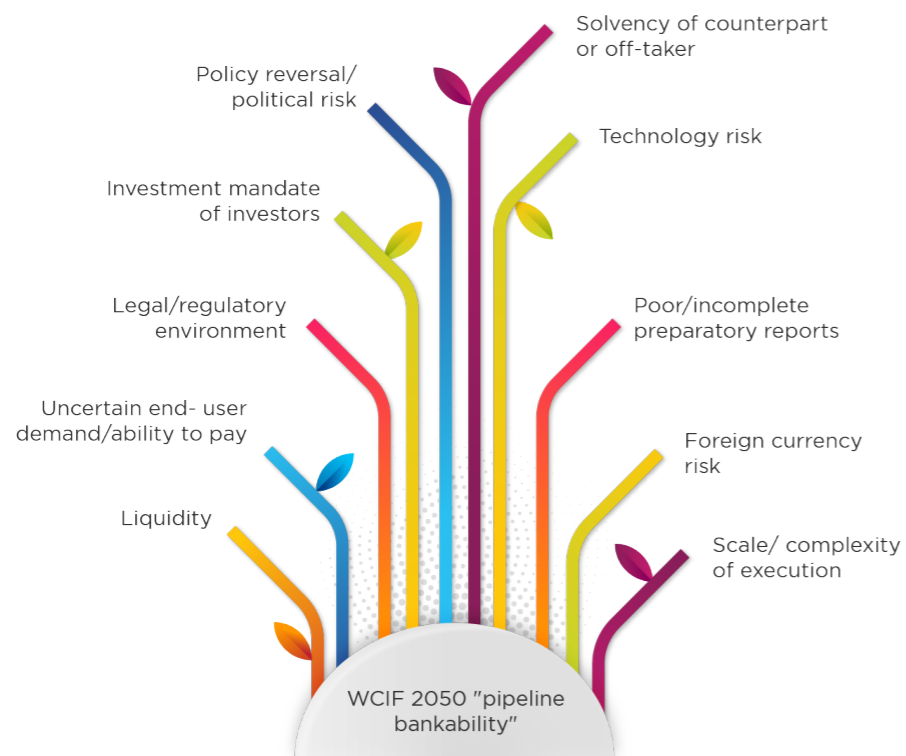 Solvency of counterpart
or off-taker
Policy reversal/
political risk
Technology risk
Investment mandate
of investors
Legal/regulatory
environment
Poor/incomplete
preparatory reports
Uncertain end- user
demand/ability to pay
Foreign currency
risk
Liquidity
Scale/ complexity
of execution
WCIF 2050 "pipeline
bankability"